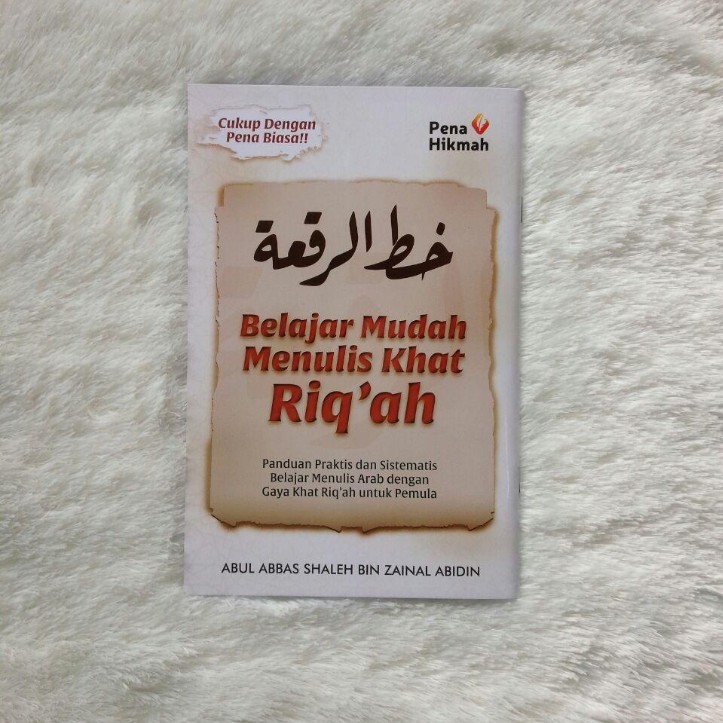 Cukup Dengan
Pena Biasa!!
Pena
Hikmah
خط الرقعة
Belajar Mudah
Menulis Khat
Riq'ah
Panduan Praktis dan Sistematis
Belajar Menulis Arab dengan
Gaya Khat Riq'ah untuk Pemula
ABUL ABBAS SHALEH BIN ZAINAL ABIDIN